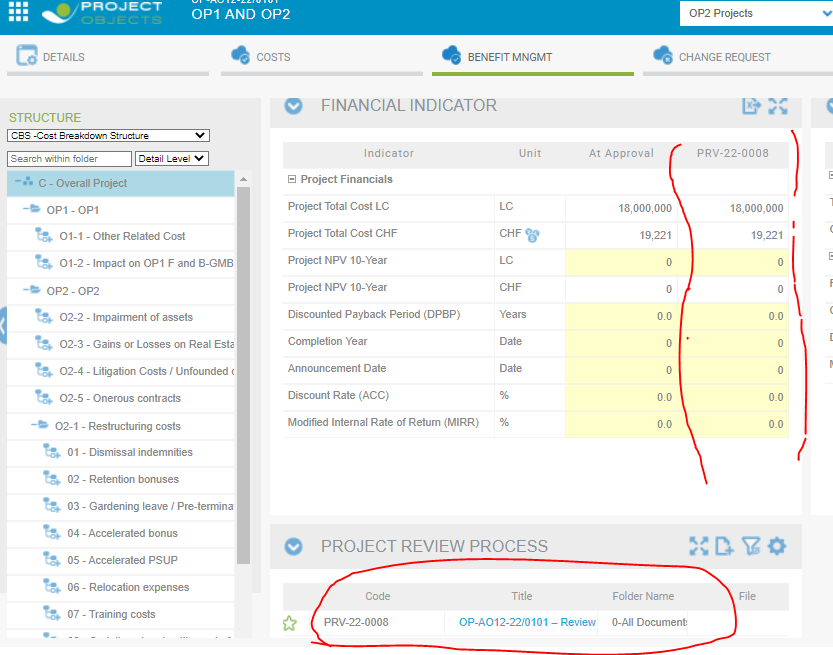 PROJECT
OBJECTS
OP-AO12-22/0101
OP1 AND OP2
OP2 Projects
DETAILS
COSTS
BENEFIT MNGMT
CHANGE REQUEST
STRUCTURE
CBS -Cost Breakdown Structure
Search within folder
Detail Level
C - Overall Project
OP1 - OP1
O1-1 - Other Related Cost
O1-2 - Impact on OP1 F and B-GMB
OP2 - OP2
O2-2 - Impairment of assets
O2-3 - Gains or Losses on Real Esta
O2-4 - Litigation Costs / Unfounded
O2-5 - Onerous contracts
O2-1 - Restructuring costs
01 - Dismissal indemnities
02 - Retention bonuses
03 - Gardening leave / Pre-termina
04 - Accelerated bonus
05 - Accelerated PSUP
06 - Relocation expenses
07 - Training costs
FINANCIAL INDICATOR
Indicator Unit At Approval PRV-22-0008
Project Financials
Project Total Cost LC LC 18,000,000 18,000,000
Project Total Cost CHF CHF 19,221 19,221
Project NPV 10-Year LC 0 0
Project NPV 10-Year CHF 0 0
Discounted Payback Period (DPBP) Years 0.0 0.0
Completion Year Date 0 0
Announcement Date Date 0 0
Discount Rate (ACC) % 0.0 0.0
Modified Internal Rate of Return (MIRR) % 0.0 0.0
PROJECT REVIEW PROCESS
Code Title Folder Name File
PRV-22-0008 OP-AO12-22/0101 – Review 0-All Documents